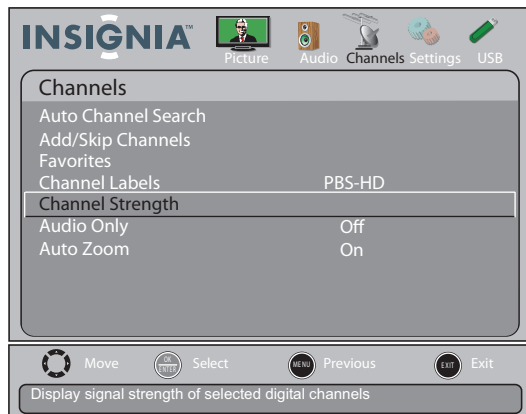 INSIGNIA™
Picture Audio Channels Settings USB
Channels
Auto Channel Search
Add/Skip Channels
Favorites
Channel Labels PBS-HD
Channel Strength
Audio Only Off
Auto Zoom On
Move OK ENTER Select MENU Previous EXIT Exit
Display signal strength of selected digital channels